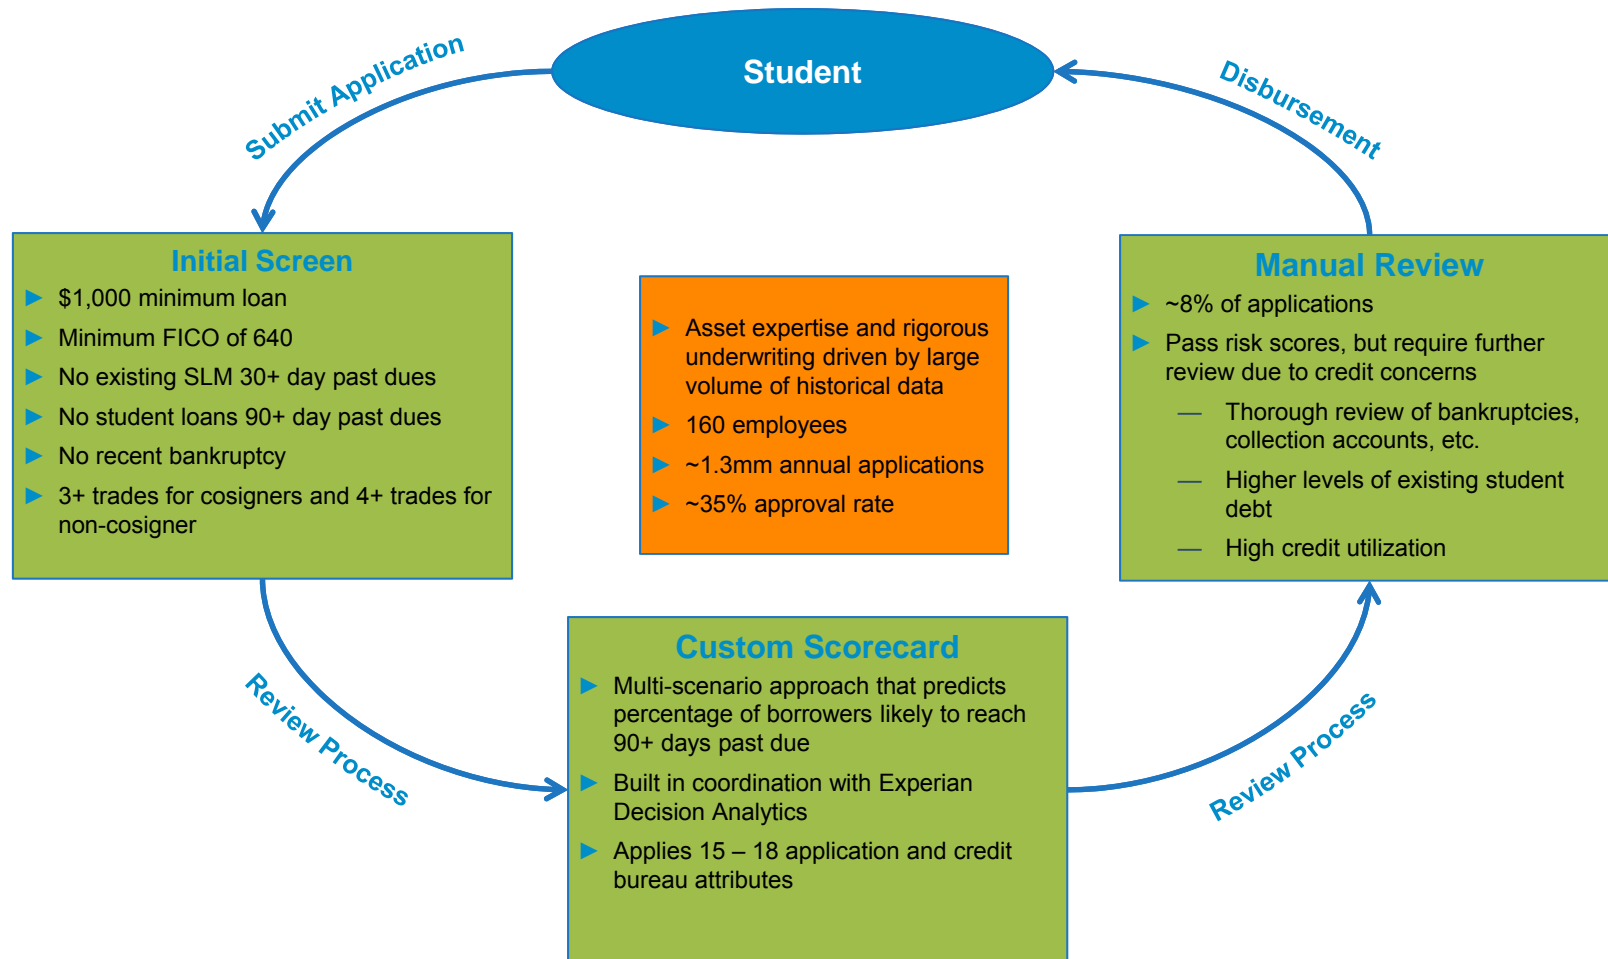 Student
Submit Application
Disbursement
Initial Screen
► $1,000 minimum loan
► Minimum FICO of 640
► No existing SLM 30+ day past dues
► No student loans 90+ day past dues
► No recent bankruptcy
► 3+ trades for cosigners and 4+ trades for
non-cosigner
► Asset expertise and rigorous
underwriting driven by large
volume of historical data
► 160 employees
► ~1.3mm annual applications
► ~35% approval rate
Manual Review
► ~8% of applications
► Pass risk scores, but require further
review due to credit concerns
— Thorough review of bankruptcies,
collection accounts, etc.
— Higher levels of existing student
debt
— High credit utilization
Review Process
Custom Scorecard
► Multi-scenario approach that predicts
percentage of borrowers likely to reach
90+ days past due
► Built in coordination with Experian
Decision Analytics
► Applies 15 – 18 application and credit
bureau attributes
Review Process